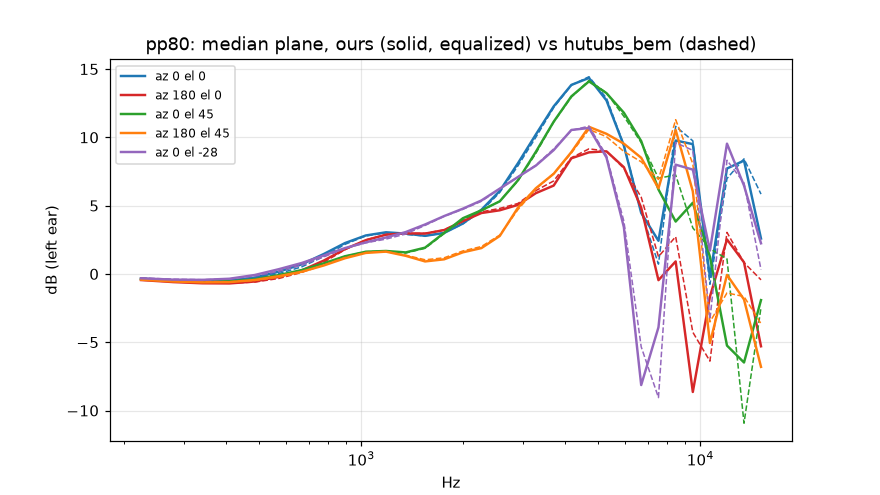 pp80: median plane, ours (solid, equalized) vs hutubs_bem (dashed)
15
10
5
0
−5
−10
dB (left ear)
az 0 el 0
az 180 el 0
az 0 el 45
az 180 el 45
az 0 el -28
10³
10⁴
Hz